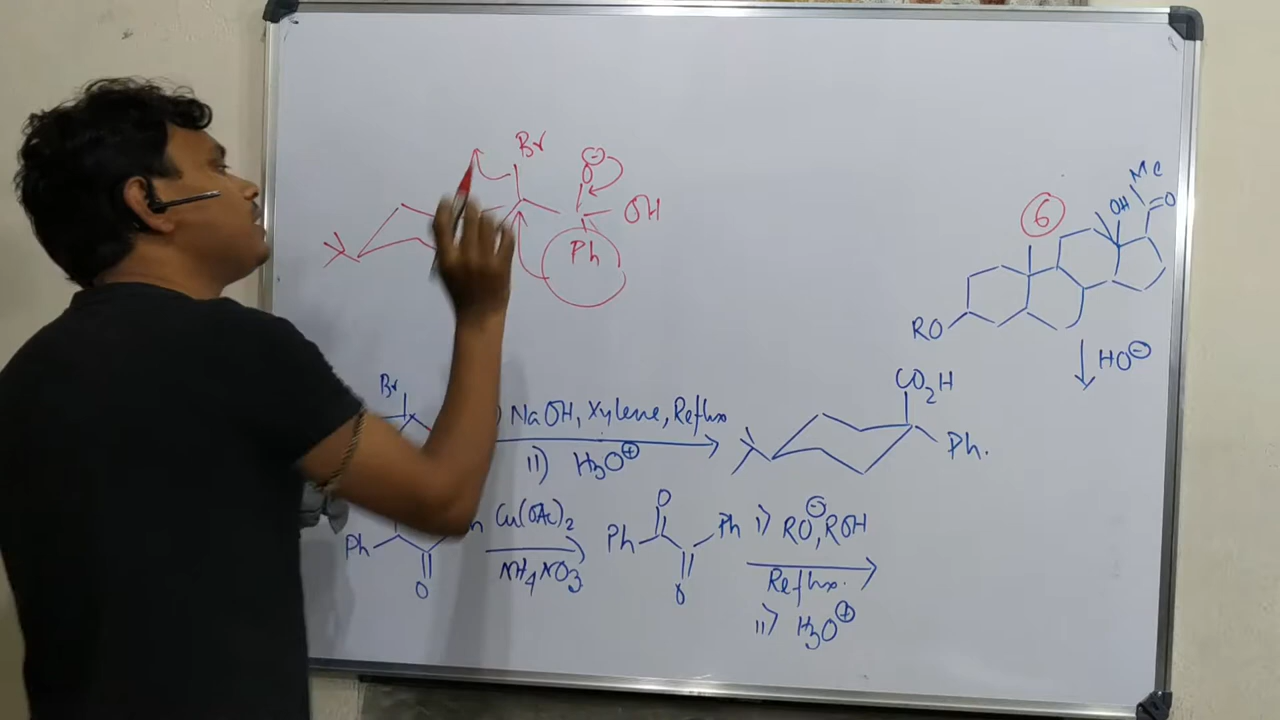 Br
⊖
O
OH
Ph
6
OH
Me
O
RO
HO⊖
Br
NaOH, Xylene, Reflux
ii) H3O⊕
CO2H
Ph.
Ph
O
Cu(OAc)2
NH4NO3
O
Ph
Ph
O
i) RO⊖, ROH
Reflux.
ii) H3O⊕